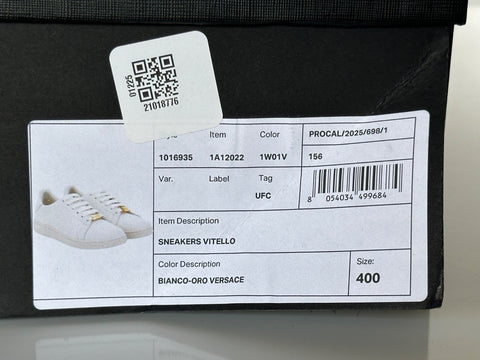 01225
21018776
Item Color PROCAL/2025/698/1
1016935 1A12022 1W01V 156
Var. Label Tag
UFC
8 054034 499684
Item Description
SNEAKERS VITELLO
Color Description Size:
BIANCO-ORO VERSACE 400